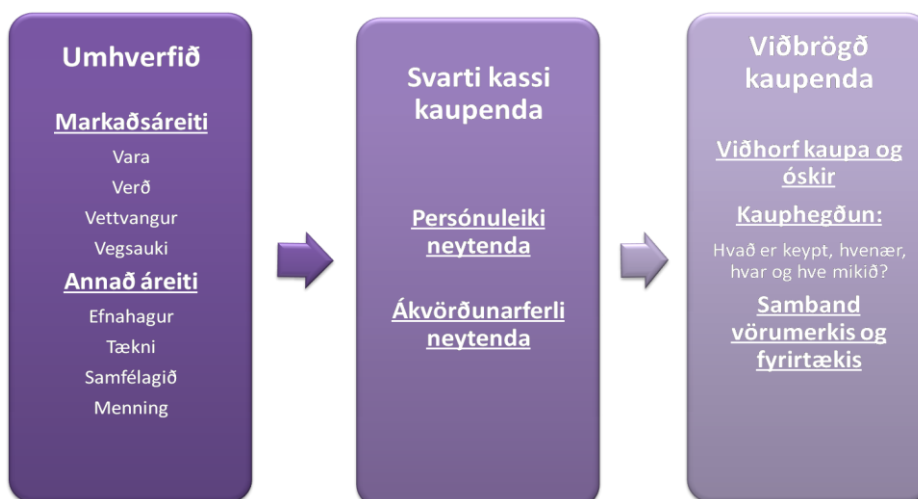 Umhverfið
Markaðsáreiti
Vara
Verð
Vettvangur
Vegsauki
Annað áreiti
Efnahagur
Tækni
Samfélagið
Menning
Svarti kassi
kaupenda
Persónuleiki
neytenda
Ákvörðunarferli
neytenda
Viðbrögð
kaupenda
Viðhorf kaupa og
óskir
Kauphegðun:
Hvað er keypt, hvenær,
hvar og hve mikið?
Samband
vörumerkis og
fyrirtækis